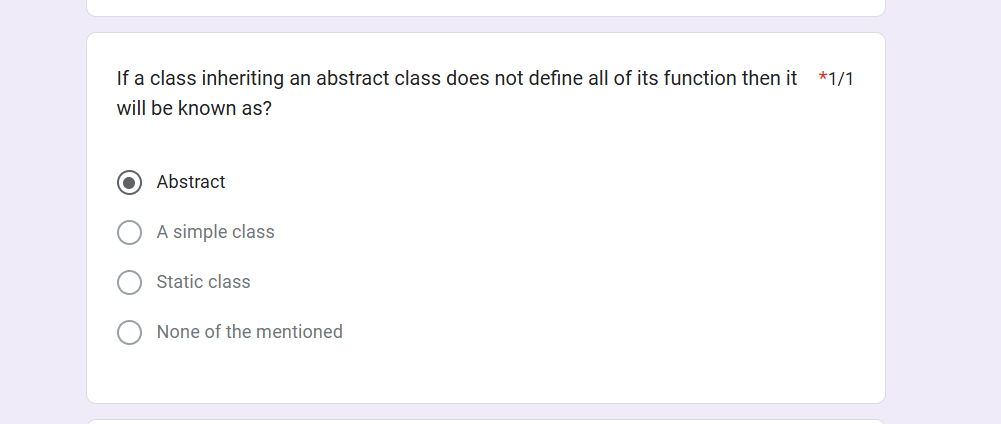 If a class inheriting an abstract class does not define all of its function then it *1/1
will be known as?
Abstract
A simple class
Static class
None of the mentioned